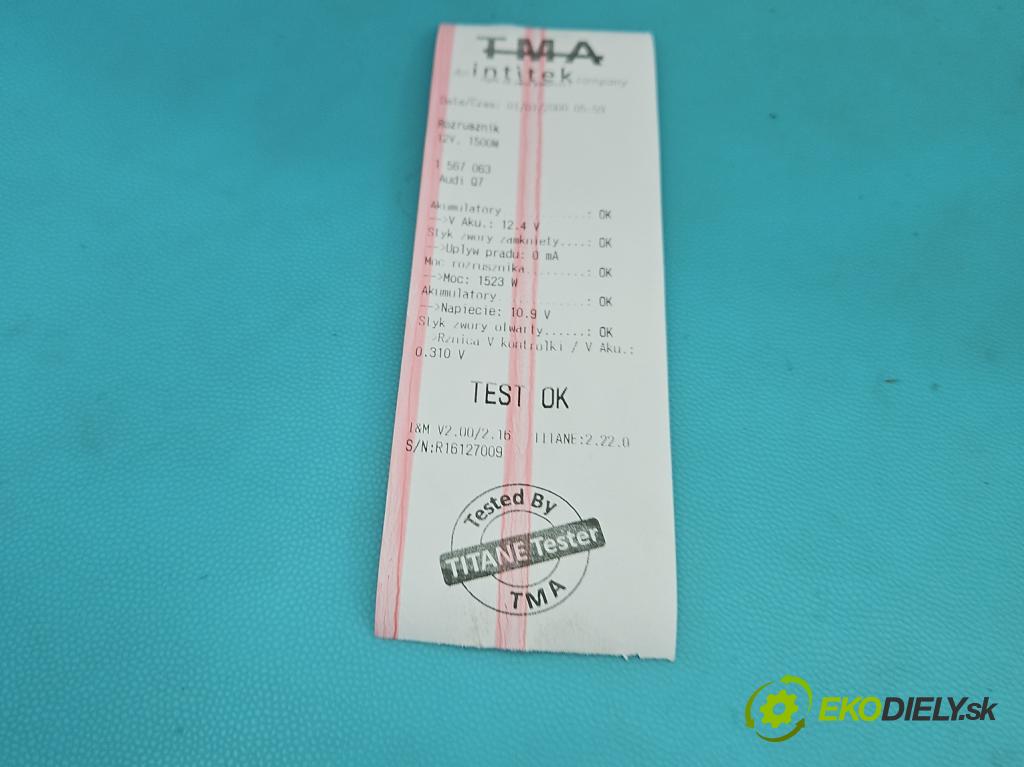 TMA
An intitek company
Date/Czas: 01/01/2000 05:59
Rozrusznik
12V, 1500W
1 567 063
Audi Q7
Akumulatory..............: OK
-->V Aku.: 12.4 V
Styk zwory zamkniety....: OK
-->Uplyw pradu: 0 mA
Moc rozrusznika.........: OK
-->Moc: 1523 W
Akumulatory.............: OK
-->Napiecie: 10.9 V
Styk zwory otwarty......: OK
->Rznica V kontrolki / V Aku.:
0.310 V
TEST OK
I&M V2.00/2.16 TITANE:2.22.0
S/N:R16127009
Tested By
TITANE Tester
TMA
EKODIELY.sk